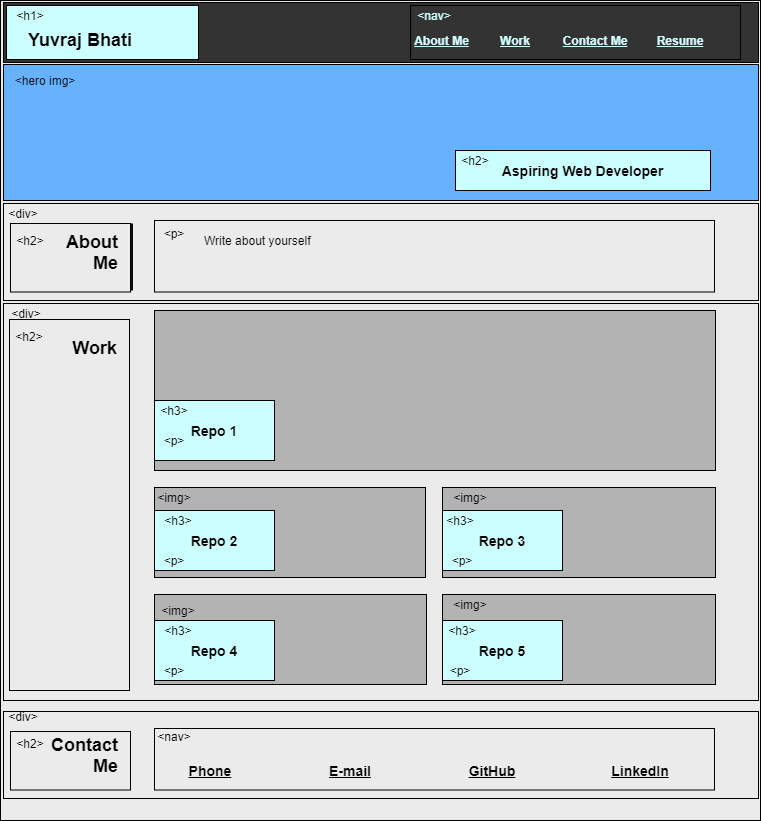 <h1>
Yuvraj Bhati
<nav>
About Me Work Contact Me Resume
<hero img>
<h2>
Aspiring Web Developer
<div>
<h2> About
Me
<p> Write about yourself
<div>
<h2>
Work
<h3>
Repo 1
<p>
<img>
<h3>
Repo 2
<p>
<img>
<h3>
Repo 3
<p>
<img>
<h3>
Repo 4
<p>
<img>
<h3>
Repo 5
<p>
<div>
<h2> Contact
Me
<nav>
Phone E-mail GitHub LinkedIn